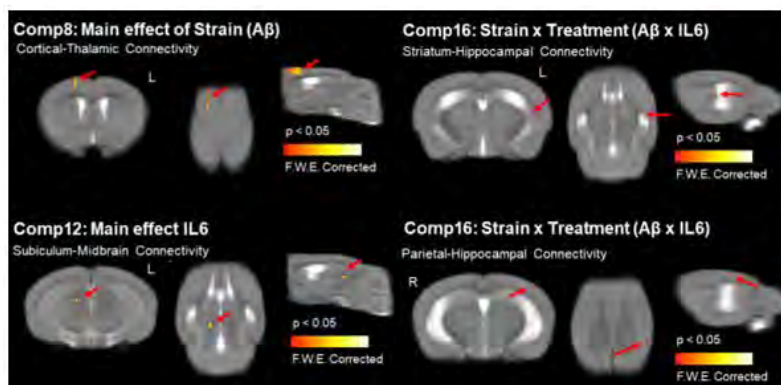 Comp8: Main effect of Strain (Aβ)
Cortical-Thalamic Connectivity
L
p < 0.05
F.W.E. Corrected
Comp16: Strain x Treatment (Aβ x IL6)
Striatum-Hippocampal Connectivity
L
p < 0.05
F.W.E. Corrected
Comp12: Main effect IL6
Subiculum-Midbrain Connectivity
L
p < 0.05
F.W.E. Corrected
Comp16: Strain x Treatment (Aβ x IL6)
Parietal-Hippocampal Connectivity
R
p < 0.05
F.W.E. Corrected